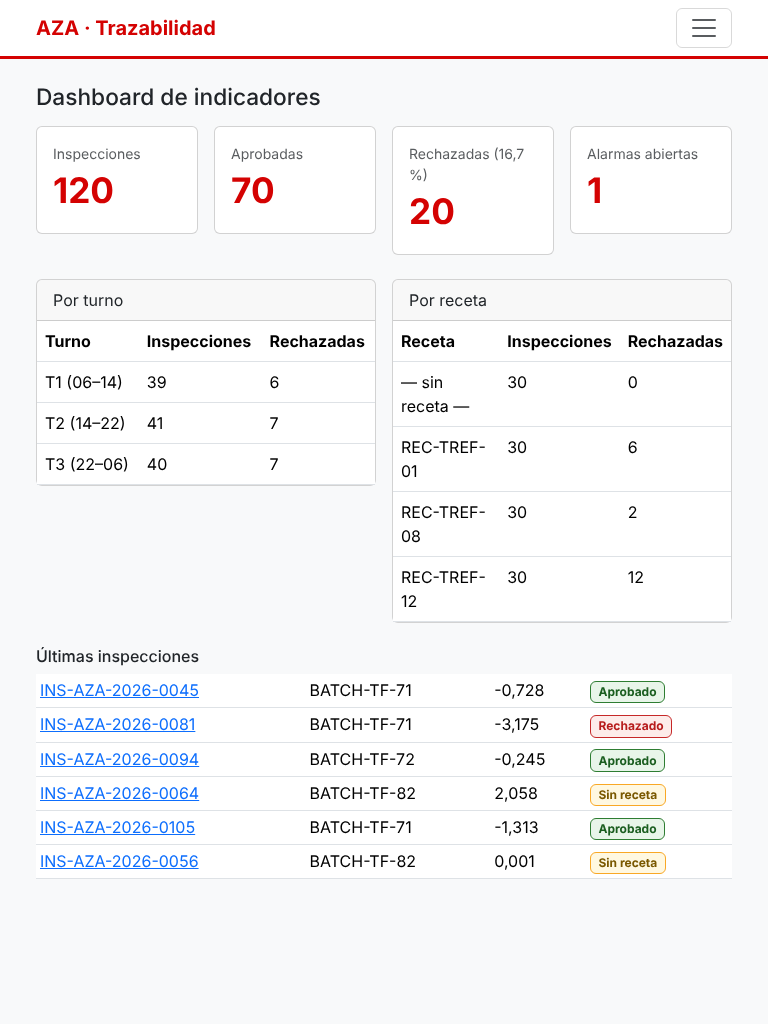 AZA · Trazabilidad
Dashboard de indicadores
Inspecciones
120
Aprobadas
70
Rechazadas (16,7
%)
20
Alarmas abiertas
1
Por turno
Turno Inspecciones Rechazadas
T1 (06–14) 39 6
T2 (14–22) 41 7
T3 (22–06) 40 7
Por receta
Receta Inspecciones Rechazadas
— sin
receta — 30 0
REC-TREF-
01 30 6
REC-TREF-
08 30 2
REC-TREF-
12 30 12
Últimas inspecciones
INS-AZA-2026-0045 BATCH-TF-71 -0,728 Aprobado
INS-AZA-2026-0081 BATCH-TF-71 -3,175 Rechazado
INS-AZA-2026-0094 BATCH-TF-72 -0,245 Aprobado
INS-AZA-2026-0064 BATCH-TF-82 2,058 Sin receta
INS-AZA-2026-0105 BATCH-TF-71 -1,313 Aprobado
INS-AZA-2026-0056 BATCH-TF-82 0,001 Sin receta